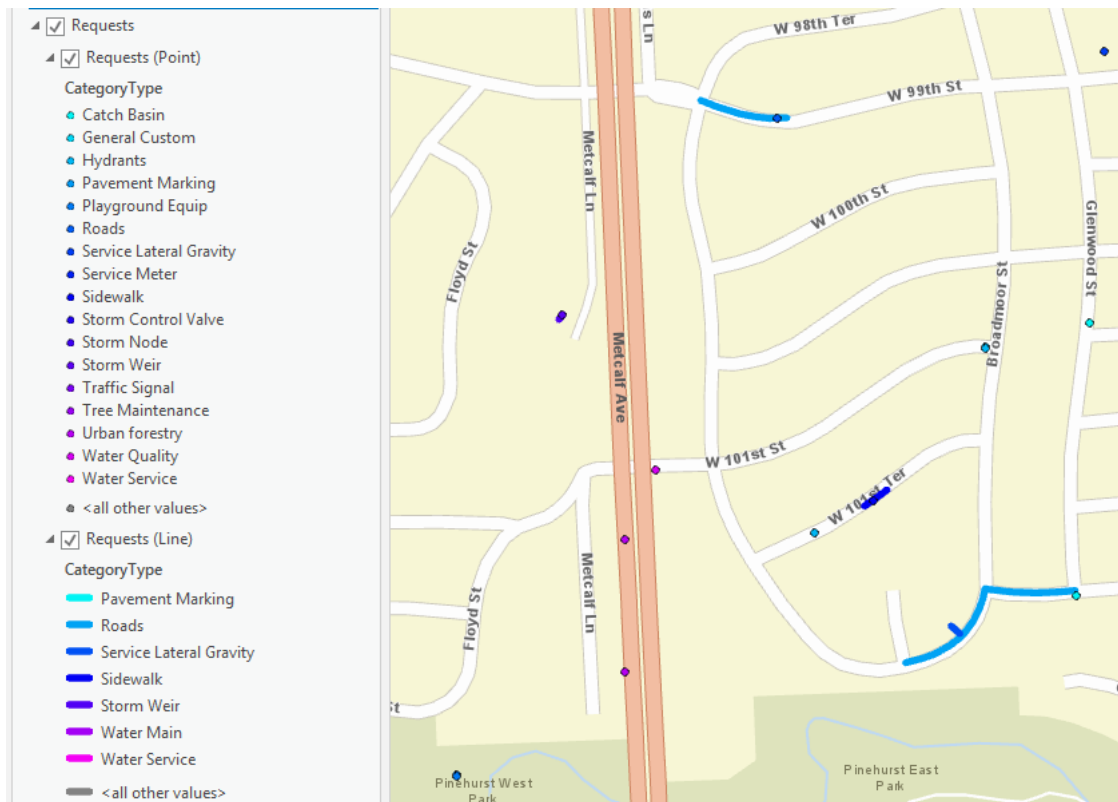 Requests
Requests (Point)
CategoryType
Catch Basin
General Custom
Hydrants
Pavement Marking
Playground Equip
Roads
Service Lateral Gravity
Service Meter
Sidewalk
Storm Control Valve
Storm Node
Storm Weir
Traffic Signal
Tree Maintenance
Urban forestry
Water Quality
Water Service
<all other values>
Requests (Line)
CategoryType
Pavement Marking
Roads
Service Lateral Gravity
Sidewalk
Storm Weir
Water Main
Water Service
<all other values>
s Ln
W 98th Ter
W 99th St
Metcalf Ln
W 100th St
Glenwood St
Floyd St
Broadmoor St
Metcalf Ave
W 101st St
W 101st Ter
Floyd St
Metcalf Ln
St
Pinehurst West
Park
Pinehurst East
Park